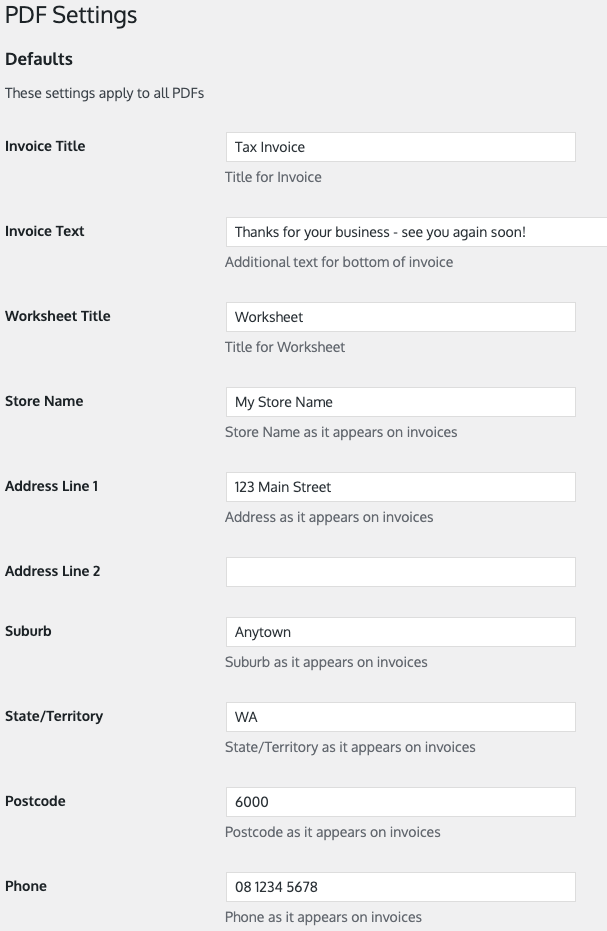 PDF Settings
Defaults
These settings apply to all PDFs
Invoice Title
Tax Invoice
Title for Invoice
Invoice Text
Thanks for your business - see you again soon!
Additional text for bottom of invoice
Worksheet Title
Worksheet
Title for Worksheet
Store Name
My Store Name
Store Name as it appears on invoices
Address Line 1
123 Main Street
Address as it appears on invoices
Address Line 2
Suburb
Anytown
Suburb as it appears on invoices
State/Territory
WA
State/Territory as it appears on invoices
Postcode
6000
Postcode as it appears on invoices
Phone
08 1234 5678
Phone as it appears on invoices